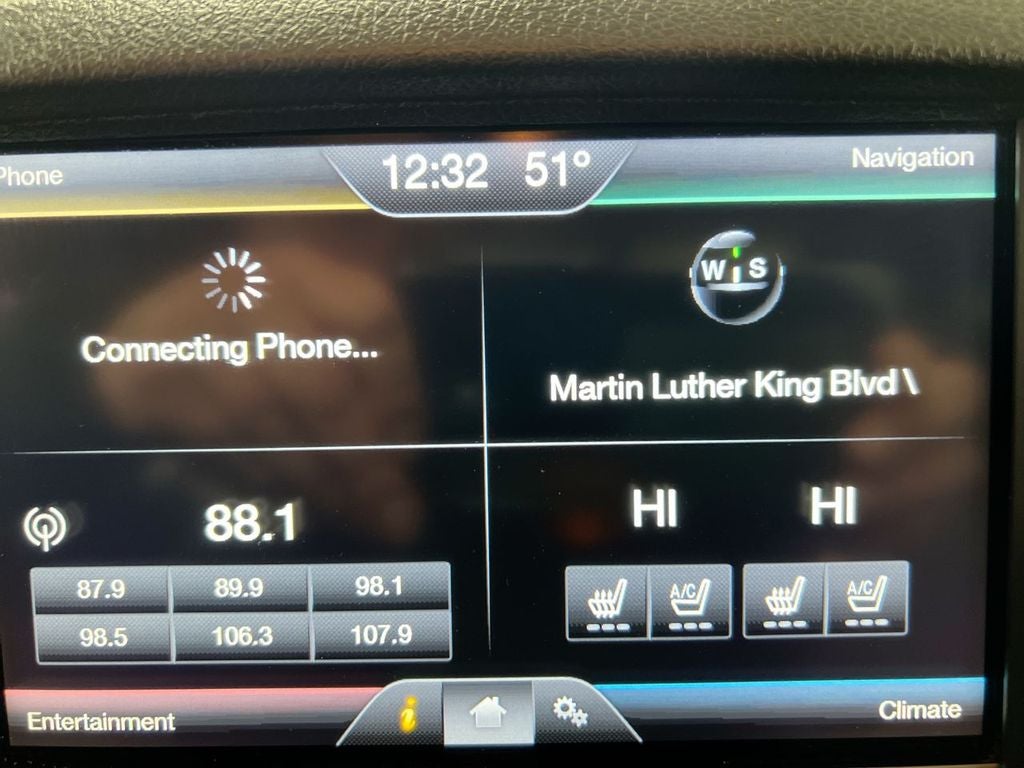 Phone
12:32 51°
Navigation
W S
Connecting Phone...
Martin Luther King Blvd \
88.1
HI HI
87.9 89.9 98.1
98.5 106.3 107.9
A/C A/C
Entertainment
i
Climate